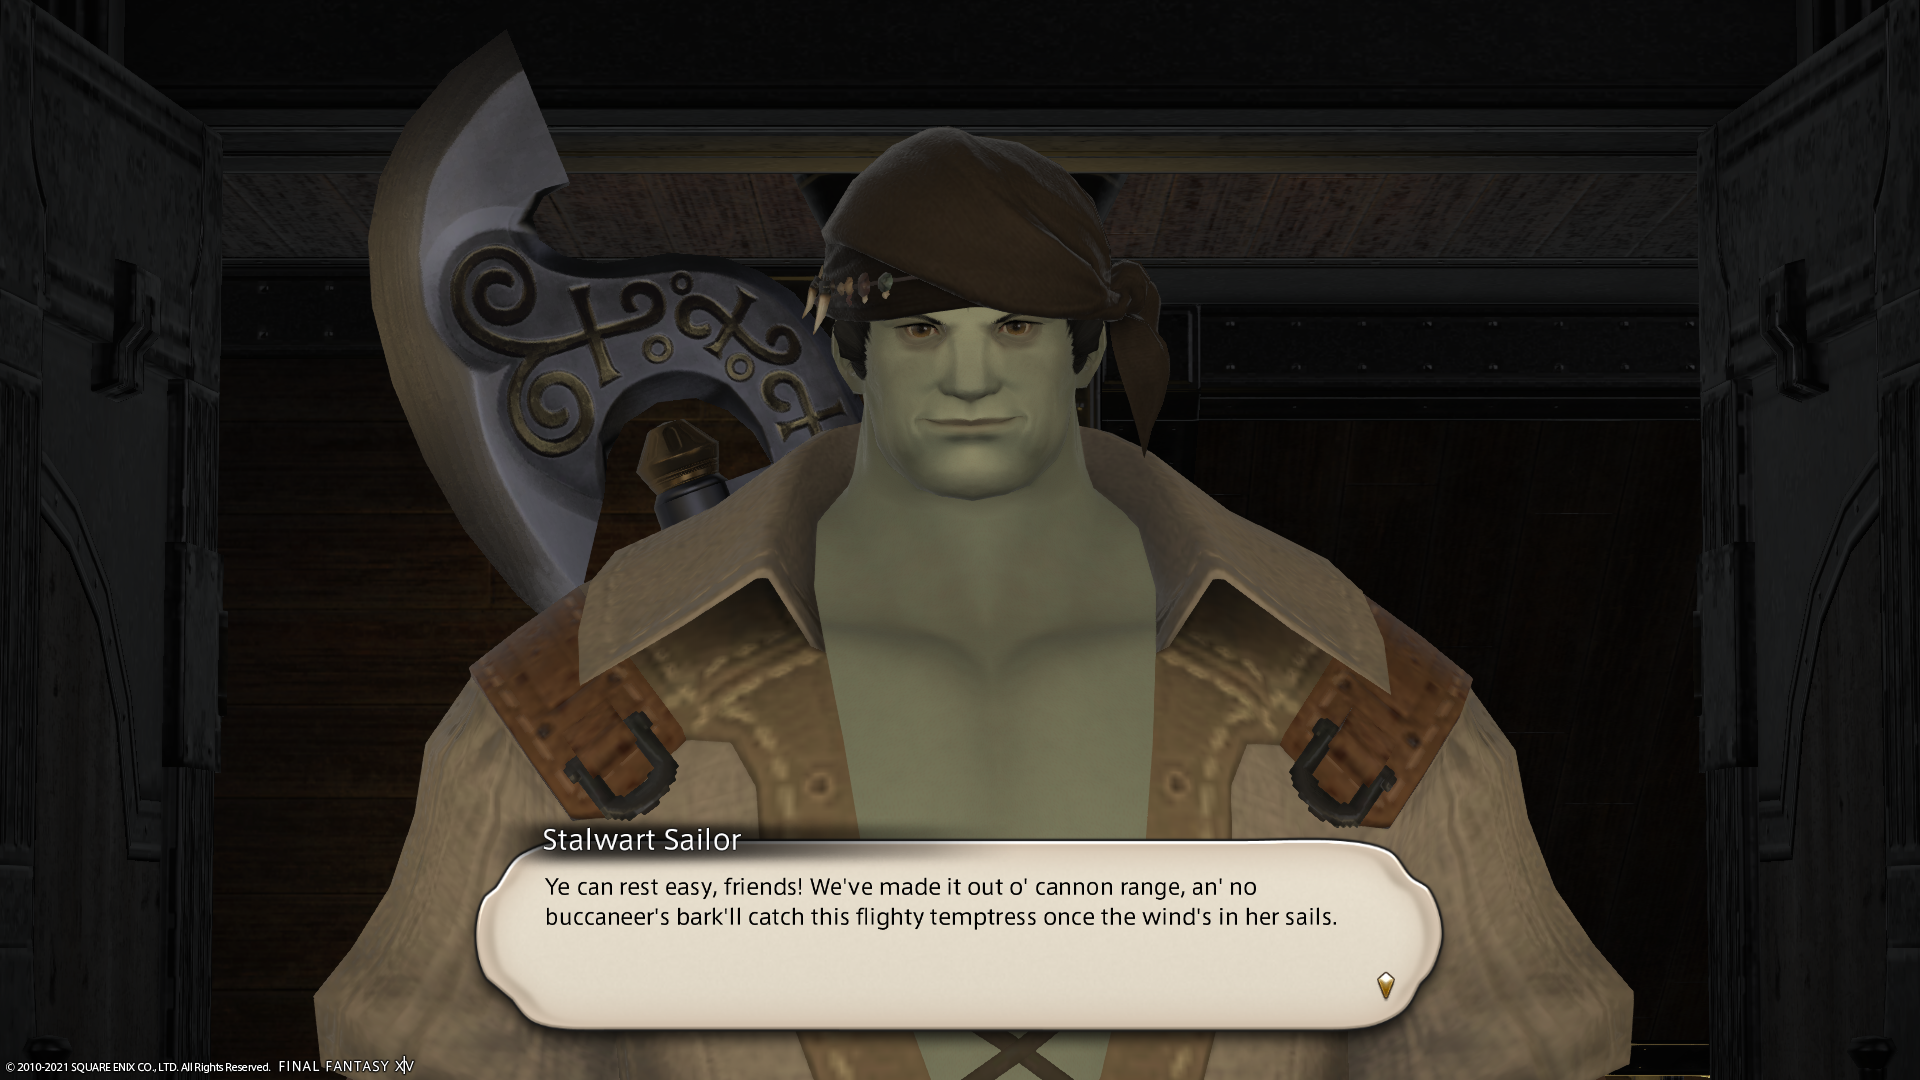 Stalwart Sailor
Ye can rest easy, friends! We've made it out o' cannon range, an' no
buccaneer's bark'll catch this flighty temptress once the wind's in her sails.
© 2010-2021 SQUARE ENIX CO., LTD. All Rights Reserved. FINAL FANTASY XIV